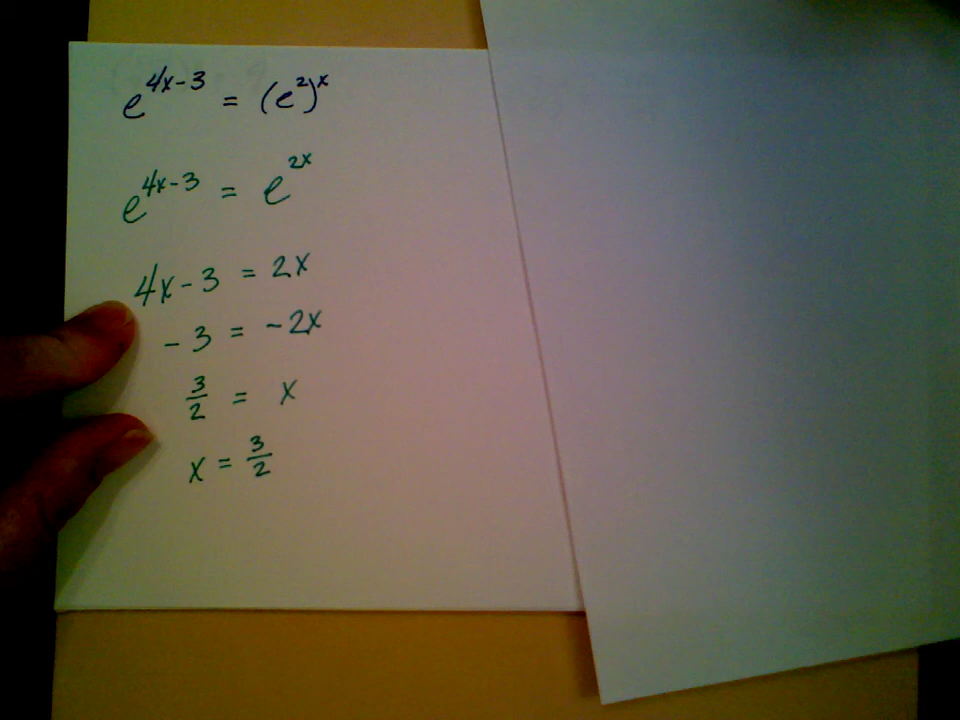 e^{4x-3} = (e^2)^x
e^{4x-3} = e^{2x}
4x-3 = 2x
-3 = -2x
3/2 = x
x = 3/2